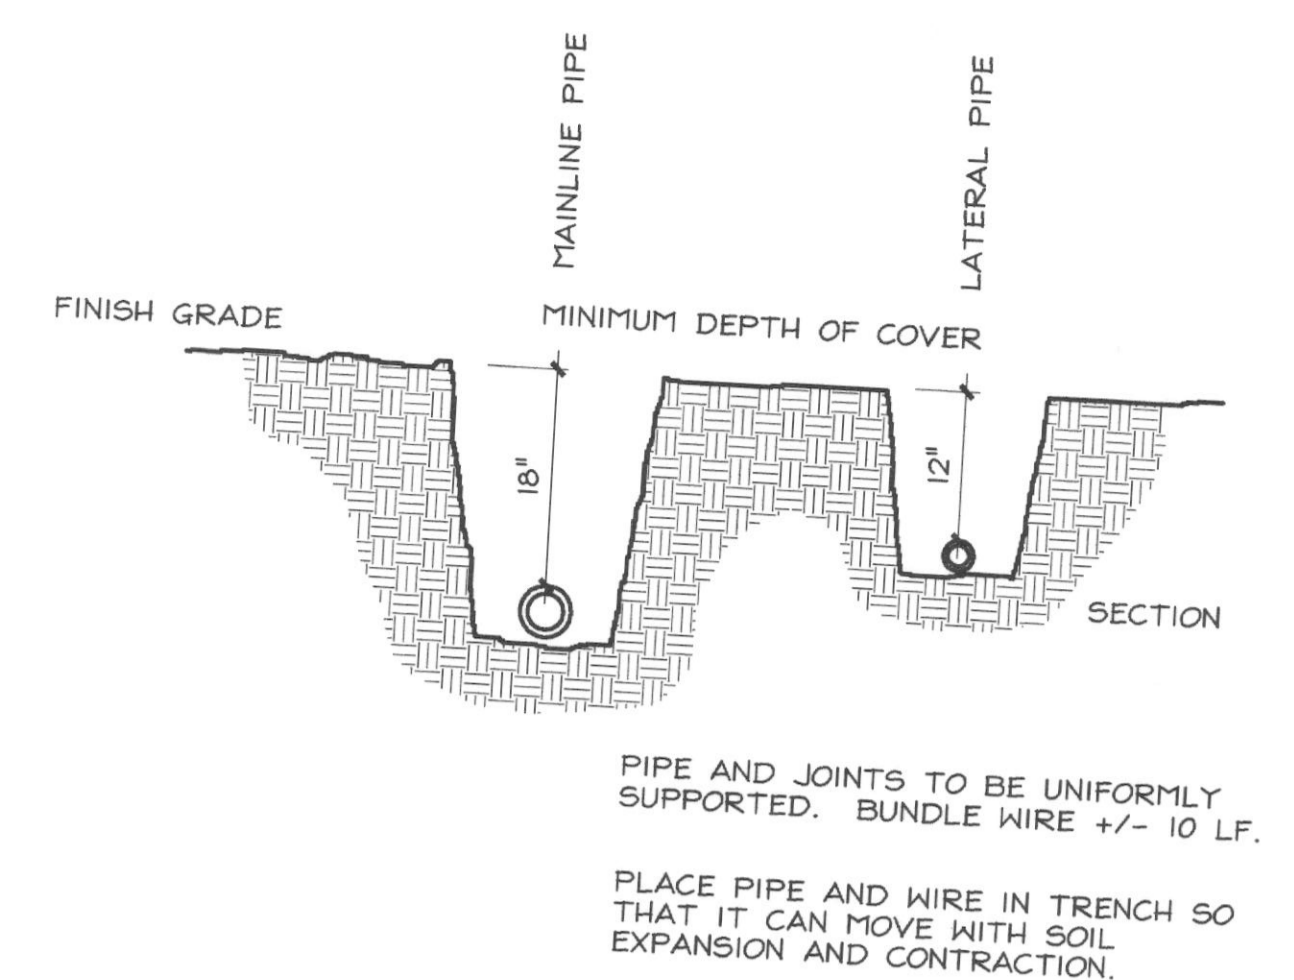 MAINLINE PIPE
LATERAL PIPE
FINISH GRADE
MINIMUM DEPTH OF COVER
18"
12"
SECTION
PIPE AND JOINTS TO BE UNIFORMLY
SUPPORTED. BUNDLE WIRE +/- 10 LF.
PLACE PIPE AND WIRE IN TRENCH SO
THAT IT CAN MOVE WITH SOIL
EXPANSION AND CONTRACTION.